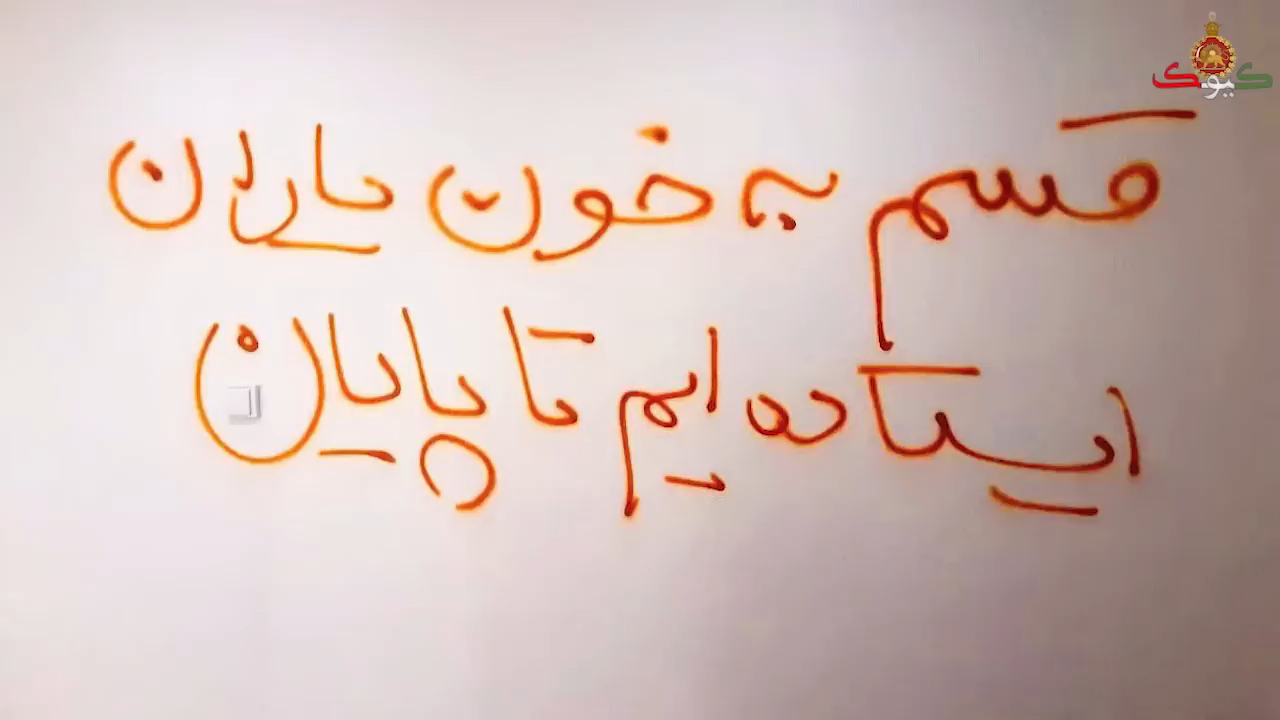 کیوک
قسم به خون یاران
ایستاده ایم تا پایان